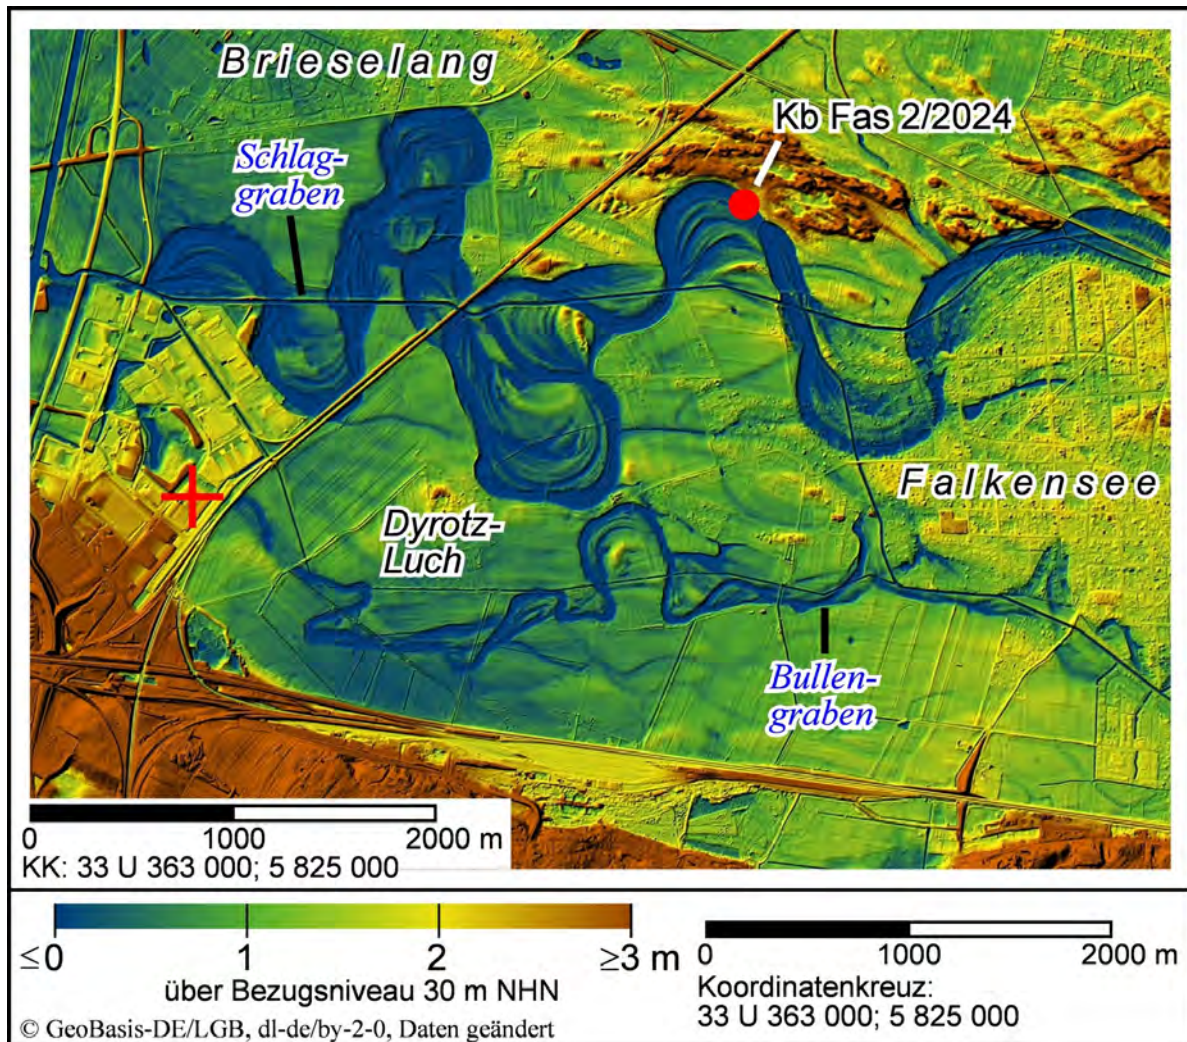 Brieselang
Kb Fas 2/2024
Schlag-
graben
Falkensee
Dyrotz-
Luch
Bullen-
graben
0 1000 2000 m
KK: 33 U 363 000; 5 825 000
≤0 1 2 ≥3 m
über Bezugsniveau 30 m NHN
© GeoBasis-DE/LGB, dl-de/by-2-0, Daten geändert
0 1000 2000 m
Koordinatenkreuz:
33 U 363 000; 5 825 000